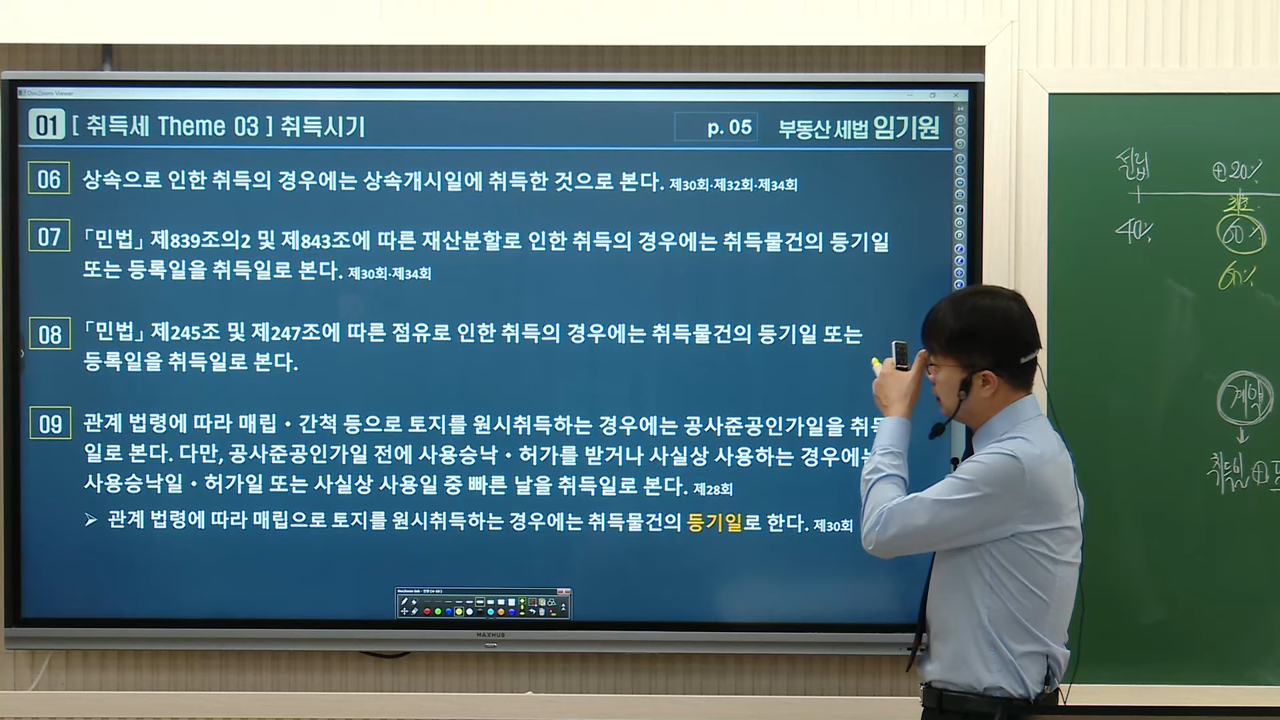 DocZoom Viewer
01 [ 취득세 Theme 03 ] 취득시기
p. 05
부동산 세법 임기원
06 상속으로 인한 취득의 경우에는 상속개시일에 취득한 것으로 본다. 제30회·제32회·제34회
07 「민법」 제839조의2 및 제843조에 따른 재산분할로 인한 취득의 경우에는 취득물건의 등기일
또는 등록일을 취득일로 본다. 제30회·제34회
08 「민법」 제245조 및 제247조에 따른 점유로 인한 취득의 경우에는 취득물건의 등기일 또는
등록일을 취득일로 본다.
09 관계 법령에 따라 매립・간척 등으로 토지를 원시취득하는 경우에는 공사준공인가일을 취득
일로 본다. 다만, 공사준공인가일 전에 사용승낙・허가를 받거나 사실상 사용하는 경우에는
사용승낙일・허가일 또는 사실상 사용일 중 빠른 날을 취득일로 본다. 제28회
➢ 관계 법령에 따라 매립으로 토지를 원시취득하는 경우에는 취득물건의 등기일로 한다. 제30회
MAXHUB
⊕20%
40%
60%
60%
계약
↓
취득일 ⊕